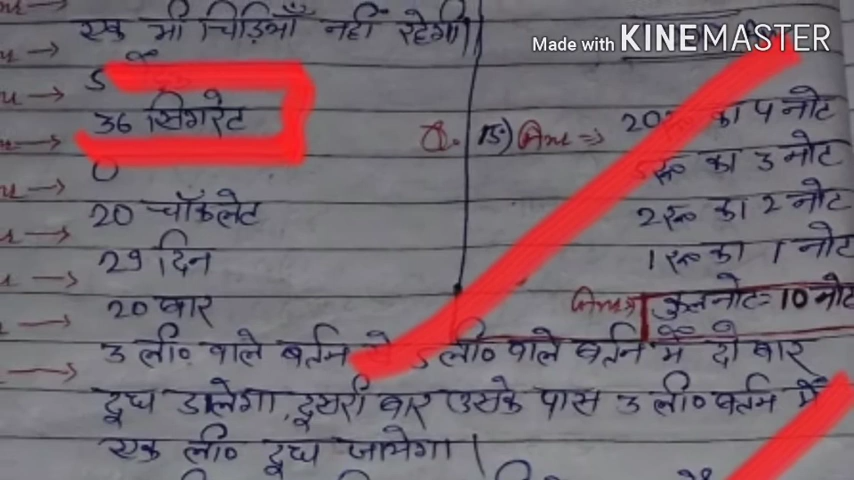 Made with KINEMASTER
एक भी चिड़ियाँ नहीं रहेगी।
→ 5
→ 36 सिगरेट
→ 0
→ 20 चॉकलेट
→ 29 दिन
→ 20 बार
→ 3 ली० वाले बर्तन से 5 ली० वाले बर्तन में दो बार
दूध डालेगा, दूसरी बार उसके पास 3 ली० बर्तन में
एक ली० दूध जायेगा।
Q. 15) Ans ⇒ 20रू० का 4 नोट
5रू० का 3 नोट
2रू० का 2 नोट
1रू० का 1 नोट
Ans → कुल नोट = 10 नोट